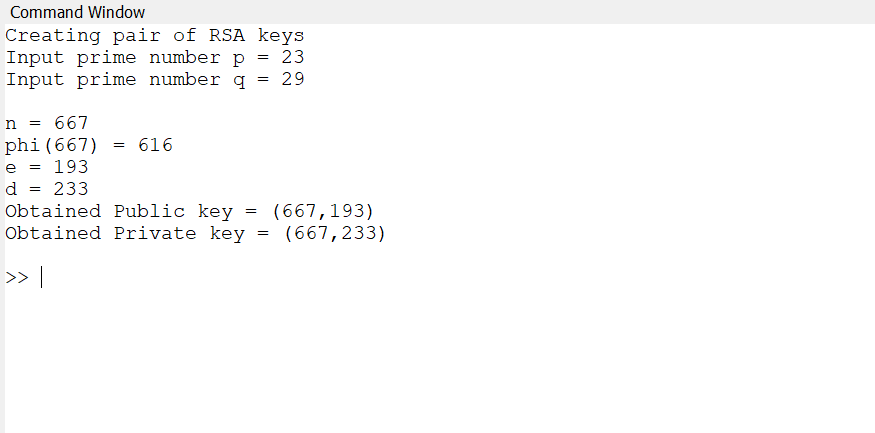 Command Window
Creating pair of RSA keys
Input prime number p = 23
Input prime number q = 29
n = 667
phi(667) = 616
e = 193
d = 233
Obtained Public key = (667,193)
Obtained Private key = (667,233)
>>